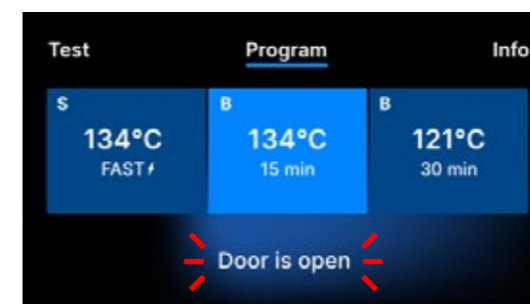 Test Program Info
S B B
134°C 134°C 121°C
FAST⚡ 15 min 30 min
Door is open